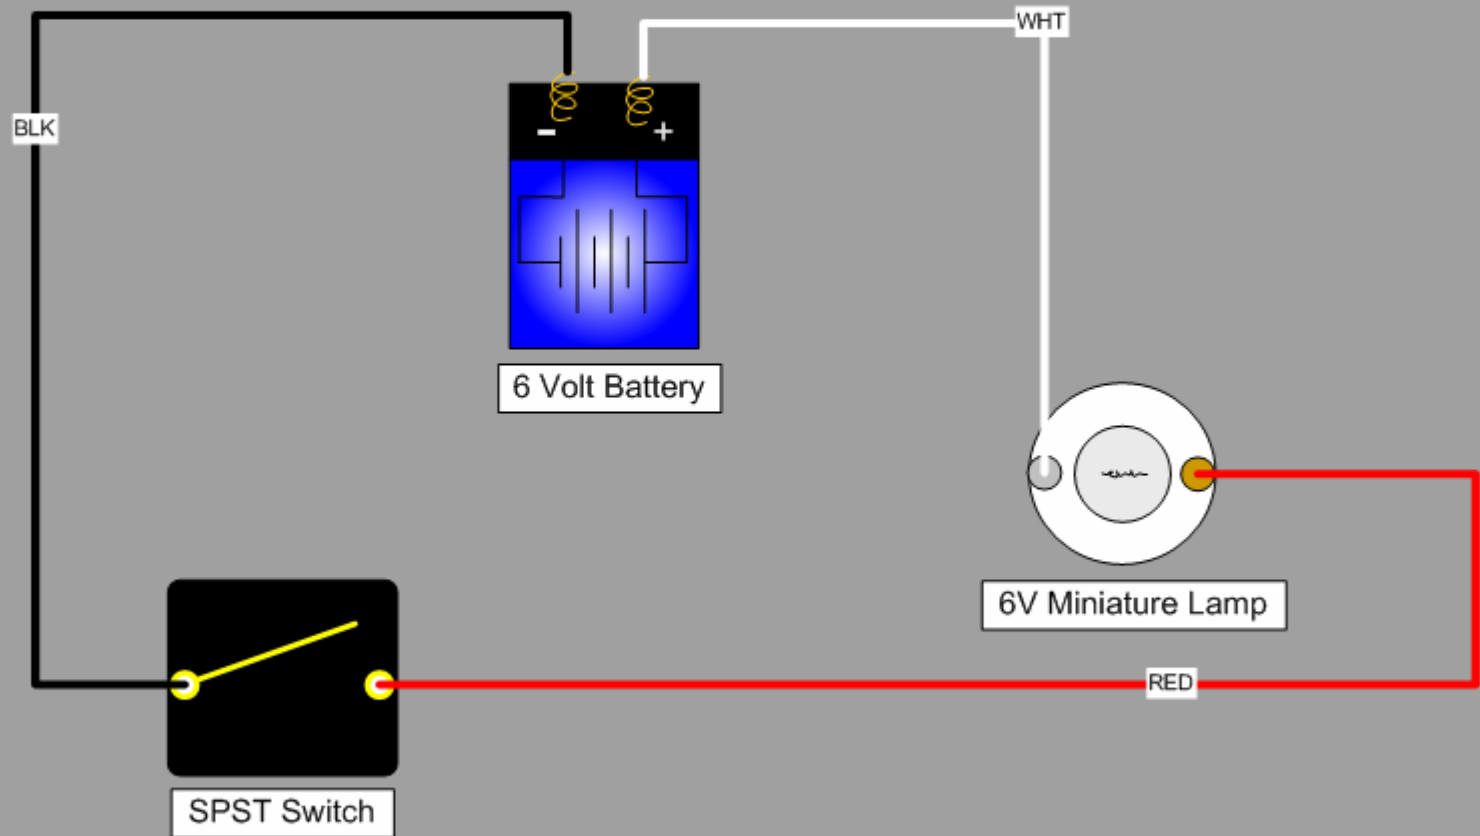 WHT
BLK
- +
6 Volt Battery
6V Miniature Lamp
RED
SPST Switch